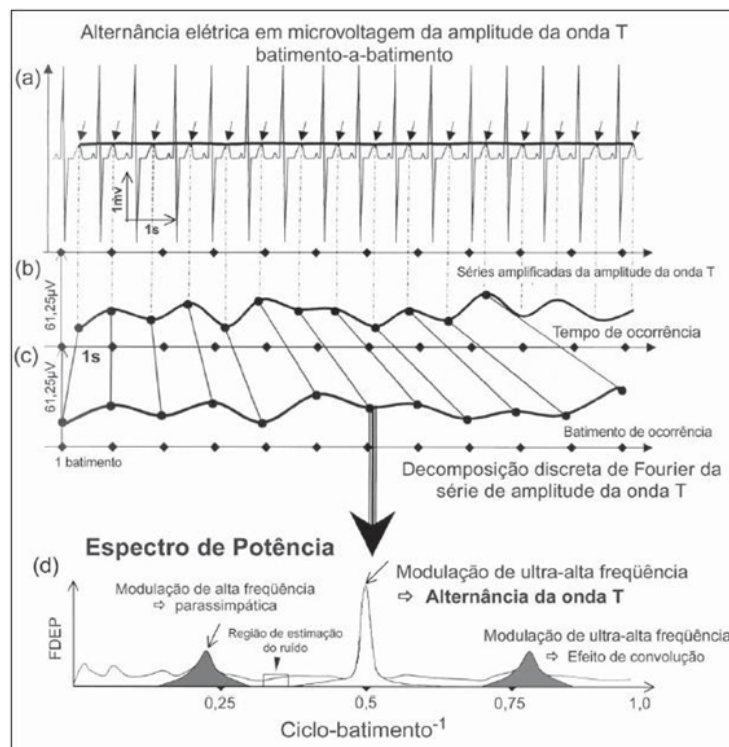 Alternância elétrica em microvoltagem da amplitude da onda T
batimento-a-batimento
(a)
1mv
1s
Séries amplificadas da amplitude da onda T
(b)
61,25µV
Tempo de ocorrência
1s
(c)
61,25µV
Batimento de ocorrência
1 batimento
Decomposição discreta de Fourier da
série de amplitude da onda T
Espectro de Potência
(d)
Modulação de ultra-alta freqüência
⇨ Alternância da onda T
Modulação de alta freqüência
⇨ parassimpática
Região de estimação
do ruído
Modulação de ultra-alta freqüência
⇨ Efeito de convolução
FDEP
0,25
0,5
0,75
1,0
Ciclo-batimento-1